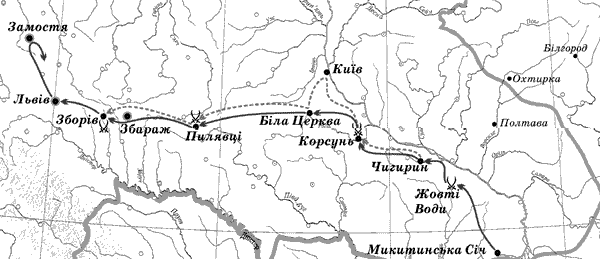 Замостя
Білгород
Київ
Охтирка
Львів
Зборів
Збараж
Пилявці
Біла Церква
Полтава
Корсунь
Чигирин
Жовті
Води
Микитинська Січ